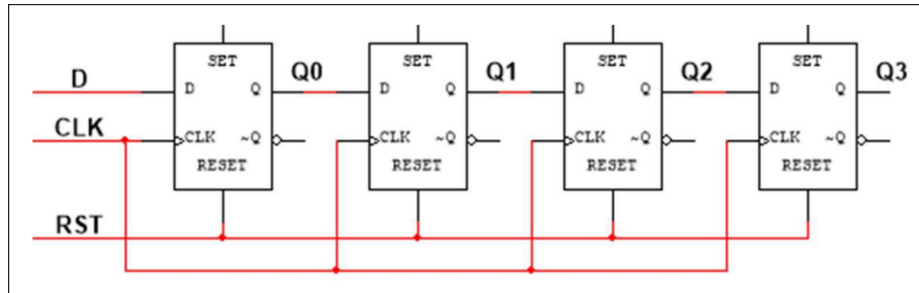 SET SET SET SET
Q0 Q1 Q2 Q3
D D Q D Q D Q D Q
CLK CLK ~Q CLK ~Q CLK ~Q CLK ~Q
RESET RESET RESET RESET
RST